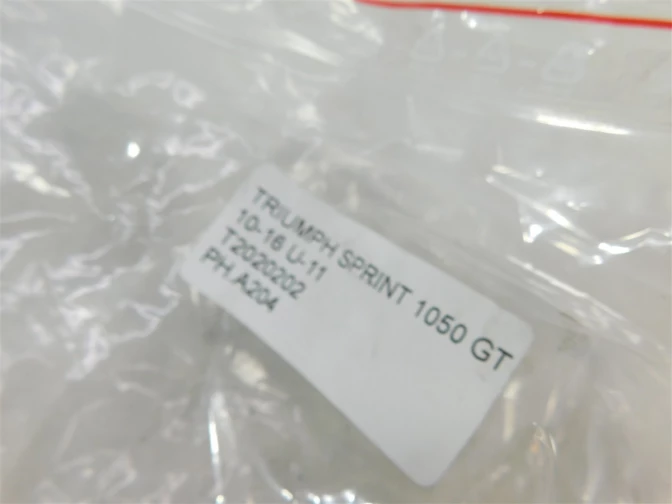 TRIUMPH SPRINT 1050 GT
10-16 U-11
T2020202
PH.A204